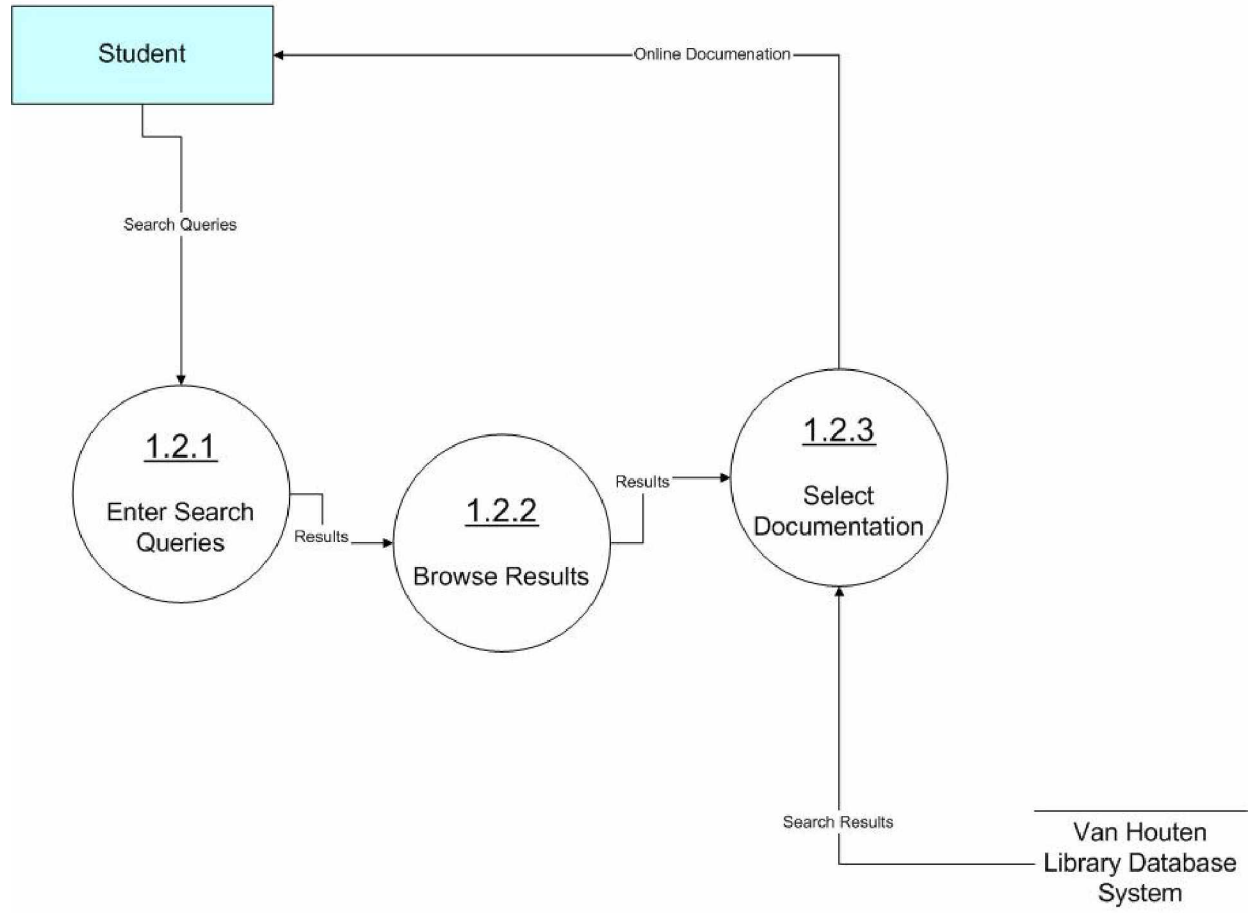 Student
Online Documenation
Search Queries
1.2.1
Enter Search
Queries
Results
1.2.2
Browse Results
Results
1.2.3
Select
Documentation
Search Results
Van Houten
Library Database
System